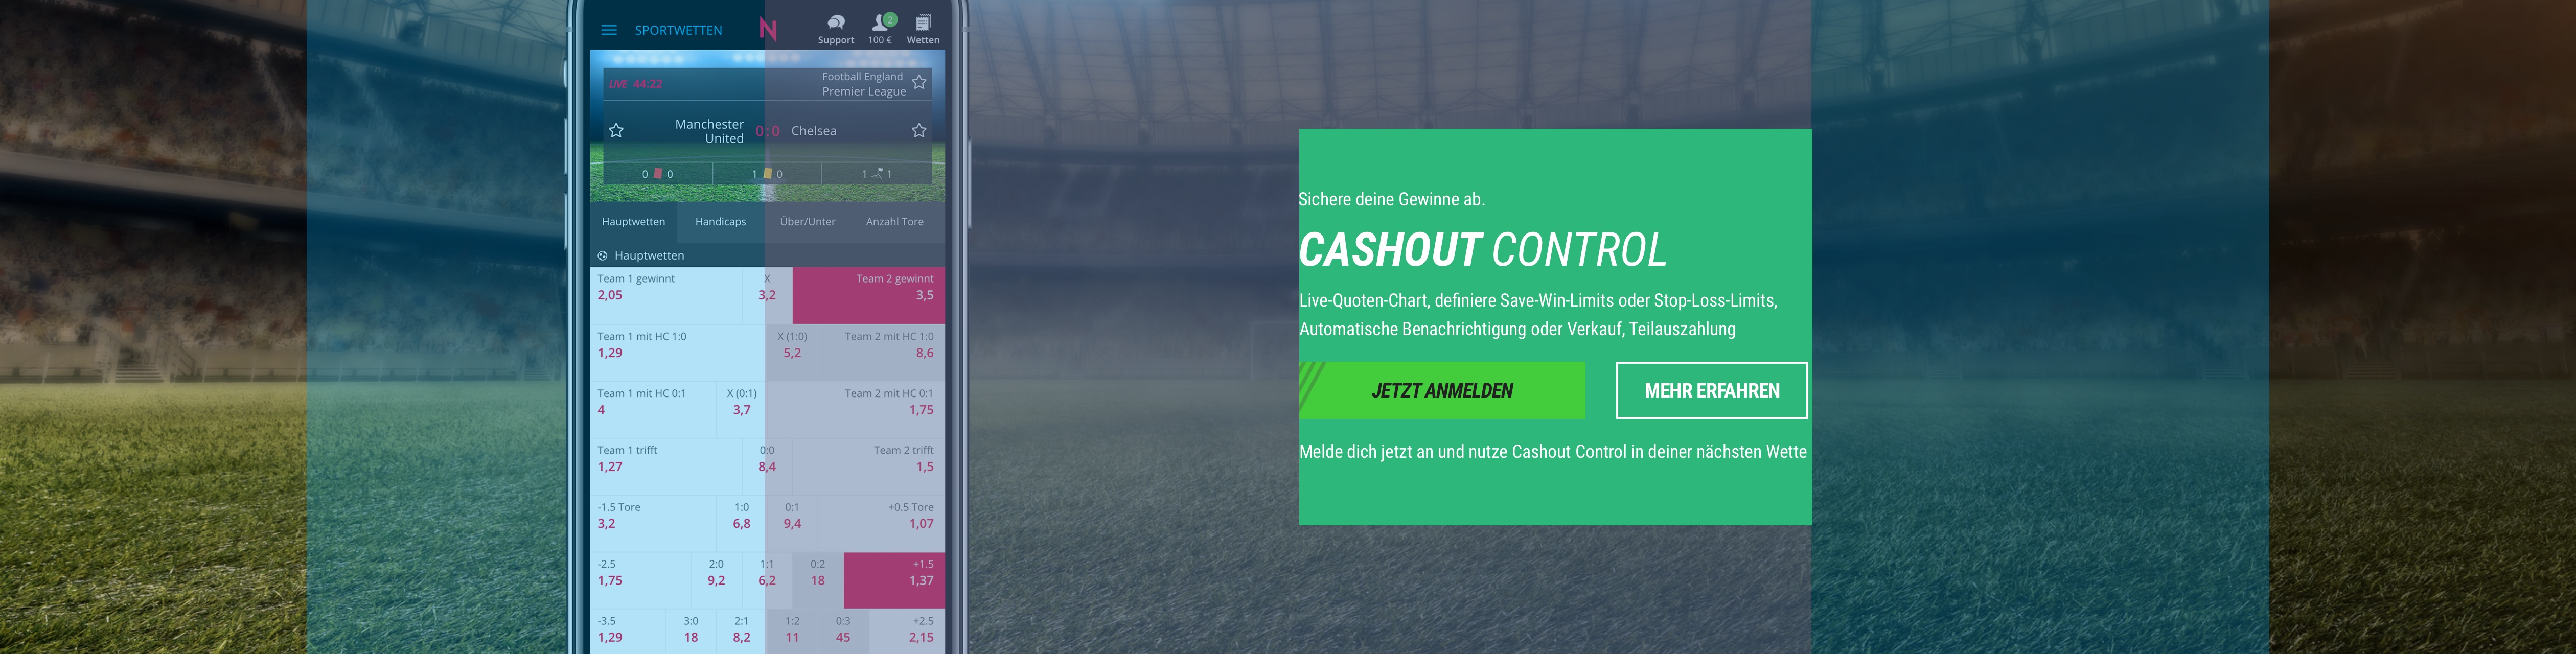 SPORTWETTEN
N
2
Support
100 €
Wetten
LIVE 44:22
Football England
Premier League
Manchester
United
0:0
Chelsea
0 0
1 0
1 1
Hauptwetten
Handicaps
Über/Unter
Anzahl Tore
Hauptwetten
Team 1 gewinnt
X
Team 2 gewinnt
2,05
3,2
3,5
Team 1 mit HC 1:0
X (1:0)
Team 2 mit HC 1:0
1,29
5,2
8,6
Team 1 mit HC 0:1
X (0:1)
Team 2 mit HC 0:1
4
3,7
1,75
Team 1 trifft
0:0
Team 2 trifft
1,27
8,4
1,5
-1.5 Tore
1:0
0:1
+0.5 Tore
3,2
6,8
9,4
1,07
-2.5
2:0
1:1
0:2
+1.5
1,75
9,2
6,2
18
1,37
-3.5
3:0
2:1
1:2
0:3
+2.5
1,29
18
8,2
11
45
2,15
Sichere deine Gewinne ab.
CASHOUT CONTROL
Live-Quoten-Chart, definiere Save-Win-Limits oder Stop-Loss-Limits,
Automatische Benachrichtigung oder Verkauf, Teilauszahlung
JETZT ANMELDEN
MEHR ERFAHREN
Melde dich jetzt an und nutze Cashout Control in deiner nächsten Wette